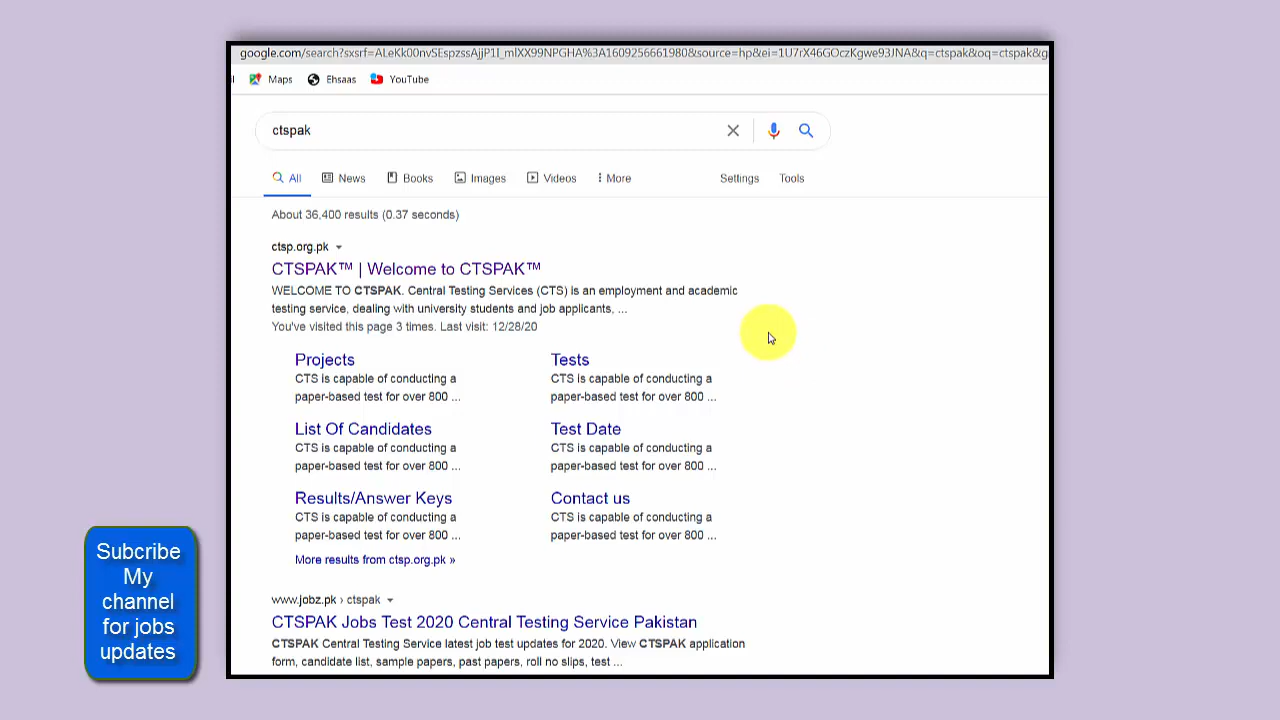 google.com/search?sxsrf=ALeKk00nvSEspzssAjjP1l_mlXX99NPGHA%3A1609256661980&source=hp&ei=1U7rX46GOczKgwe93JNA&q=ctspak&oq=ctspak&g
Maps Ehsaas YouTube
ctspak
All News Books Images Videos More Settings Tools
About 36,400 results (0.37 seconds)
ctsp.org.pk
CTSPAK™ | Welcome to CTSPAK™
WELCOME TO CTSPAK. Central Testing Services (CTS) is an employment and academic
testing service, dealing with university students and job applicants, ...
You've visited this page 3 times. Last visit: 12/28/20
Projects
CTS is capable of conducting a
paper-based test for over 800 ...
Tests
CTS is capable of conducting a
paper-based test for over 800 ...
List Of Candidates
CTS is capable of conducting a
paper-based test for over 800 ...
Test Date
CTS is capable of conducting a
paper-based test for over 800 ...
Results/Answer Keys
CTS is capable of conducting a
paper-based test for over 800 ...
Contact us
CTS is capable of conducting a
paper-based test for over 800 ...
More results from ctsp.org.pk »
www.jobz.pk › ctspak
CTSPAK Jobs Test 2020 Central Testing Service Pakistan
CTSPAK Central Testing Service latest job test updates for 2020. View CTSPAK application
form, candidate list, sample papers, past papers, roll no slips, test ...
Subcribe
My
channel
for jobs
updates